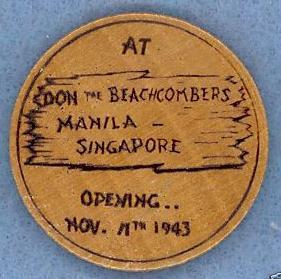 AT
DON THE BEACHCOMBERS
MANILA –
SINGAPORE
OPENING..
NOV. 11TH 1943